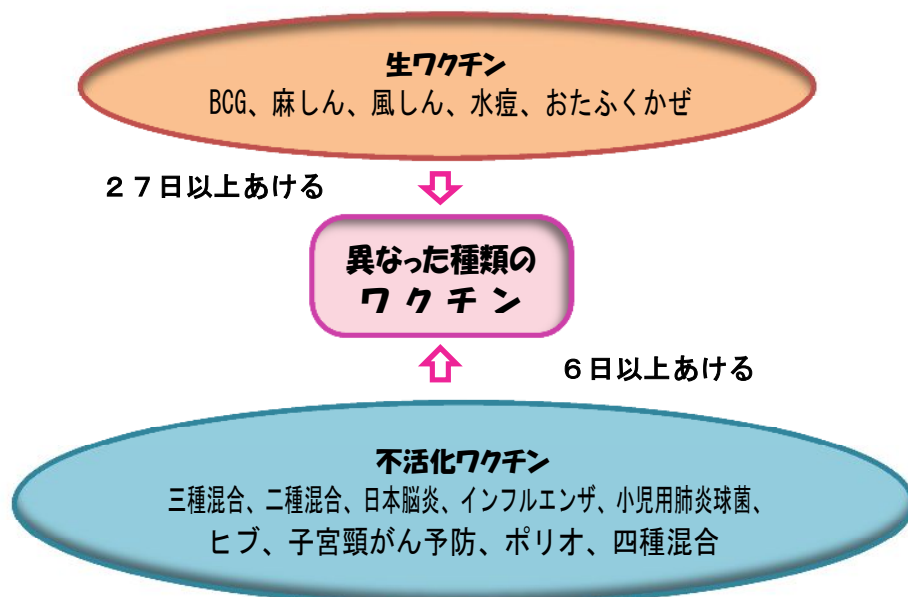 生ワクチン
BCG、麻しん、風しん、水痘、おたふくかぜ
２７日以上あける
異なった種類の
ワ ク チ ン
６日以上あける
不活化ワクチン
三種混合、二種混合、日本脳炎、インフルエンザ、小児用肺炎球菌、
ヒブ、子宮頸がん予防、ポリオ、四種混合